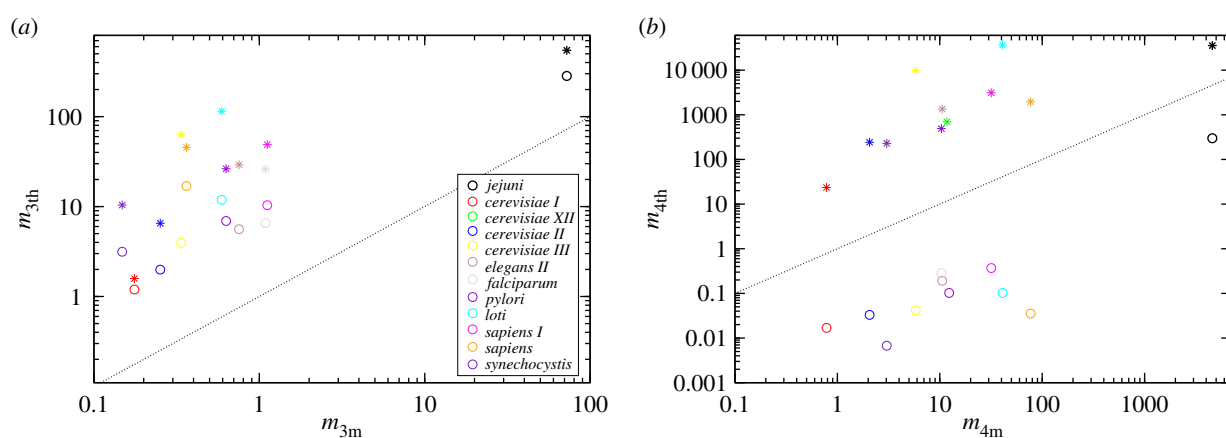 (a)
m3th
100
10
1
0.1
1
10
100
m3m
jejuni
cerevisiae I
cerevisiae XII
cerevisiae II
cerevisiae III
elegans II
falciparum
pylori
loti
sapiens I
sapiens
synechocystis
(b)
m4th
10 000
1000
100
10
1
0.1
0.01
0.001
0.1
1
10
100
1000
m4m